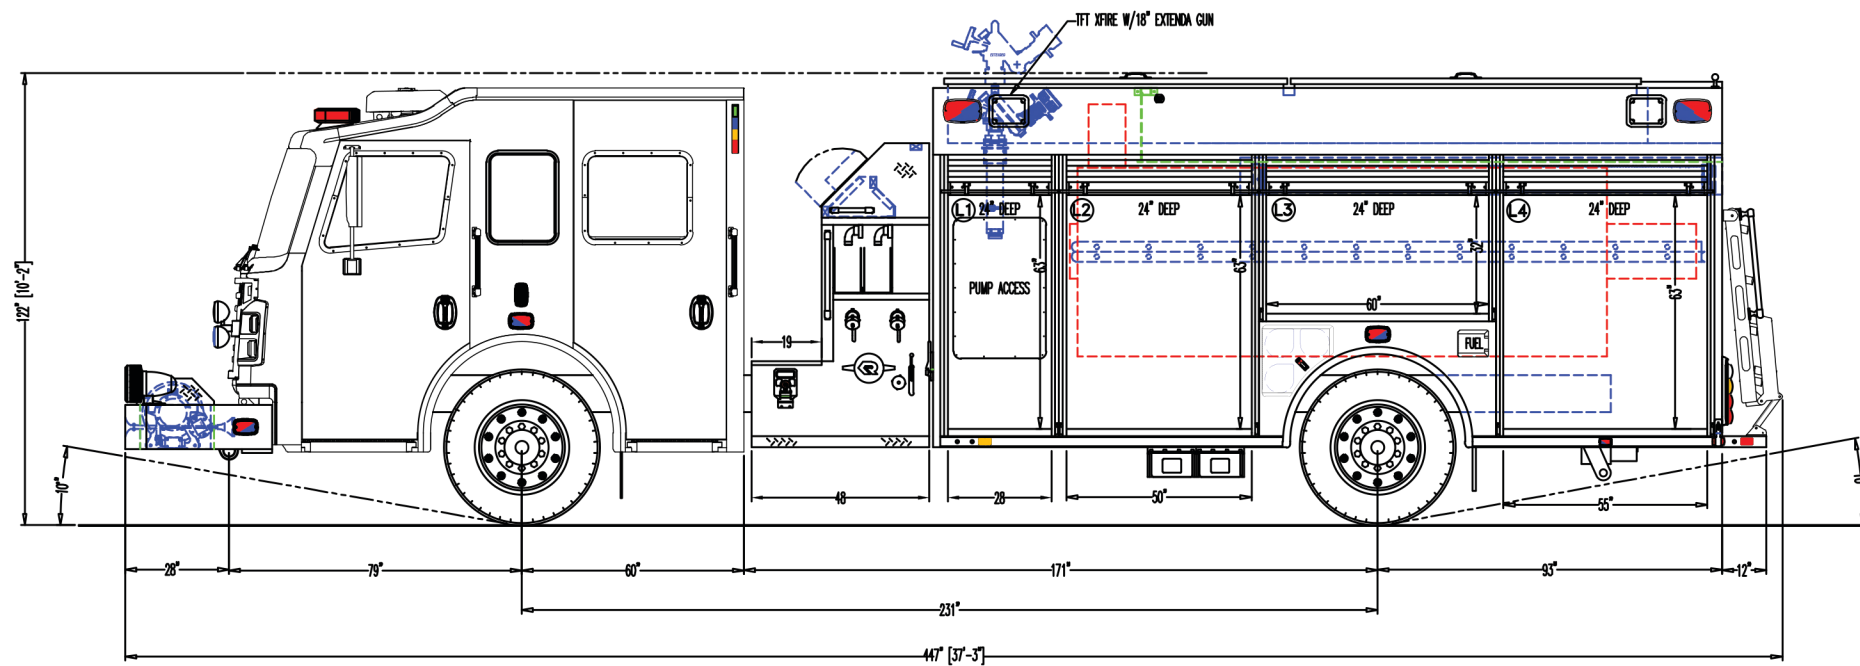 TFT XFIRE W/18" EXTENDA GUN
122" [10'-2"]
L1
24" DEEP
L2
24" DEEP
L3
24" DEEP
L4
24" DEEP
63"
63"
32"
63"
PUMP ACCESS
60"
19
FUEL
10°
48
28
50"
55"
28"
79"
60"
171"
93"
12"
231"
447" [37'-3"]